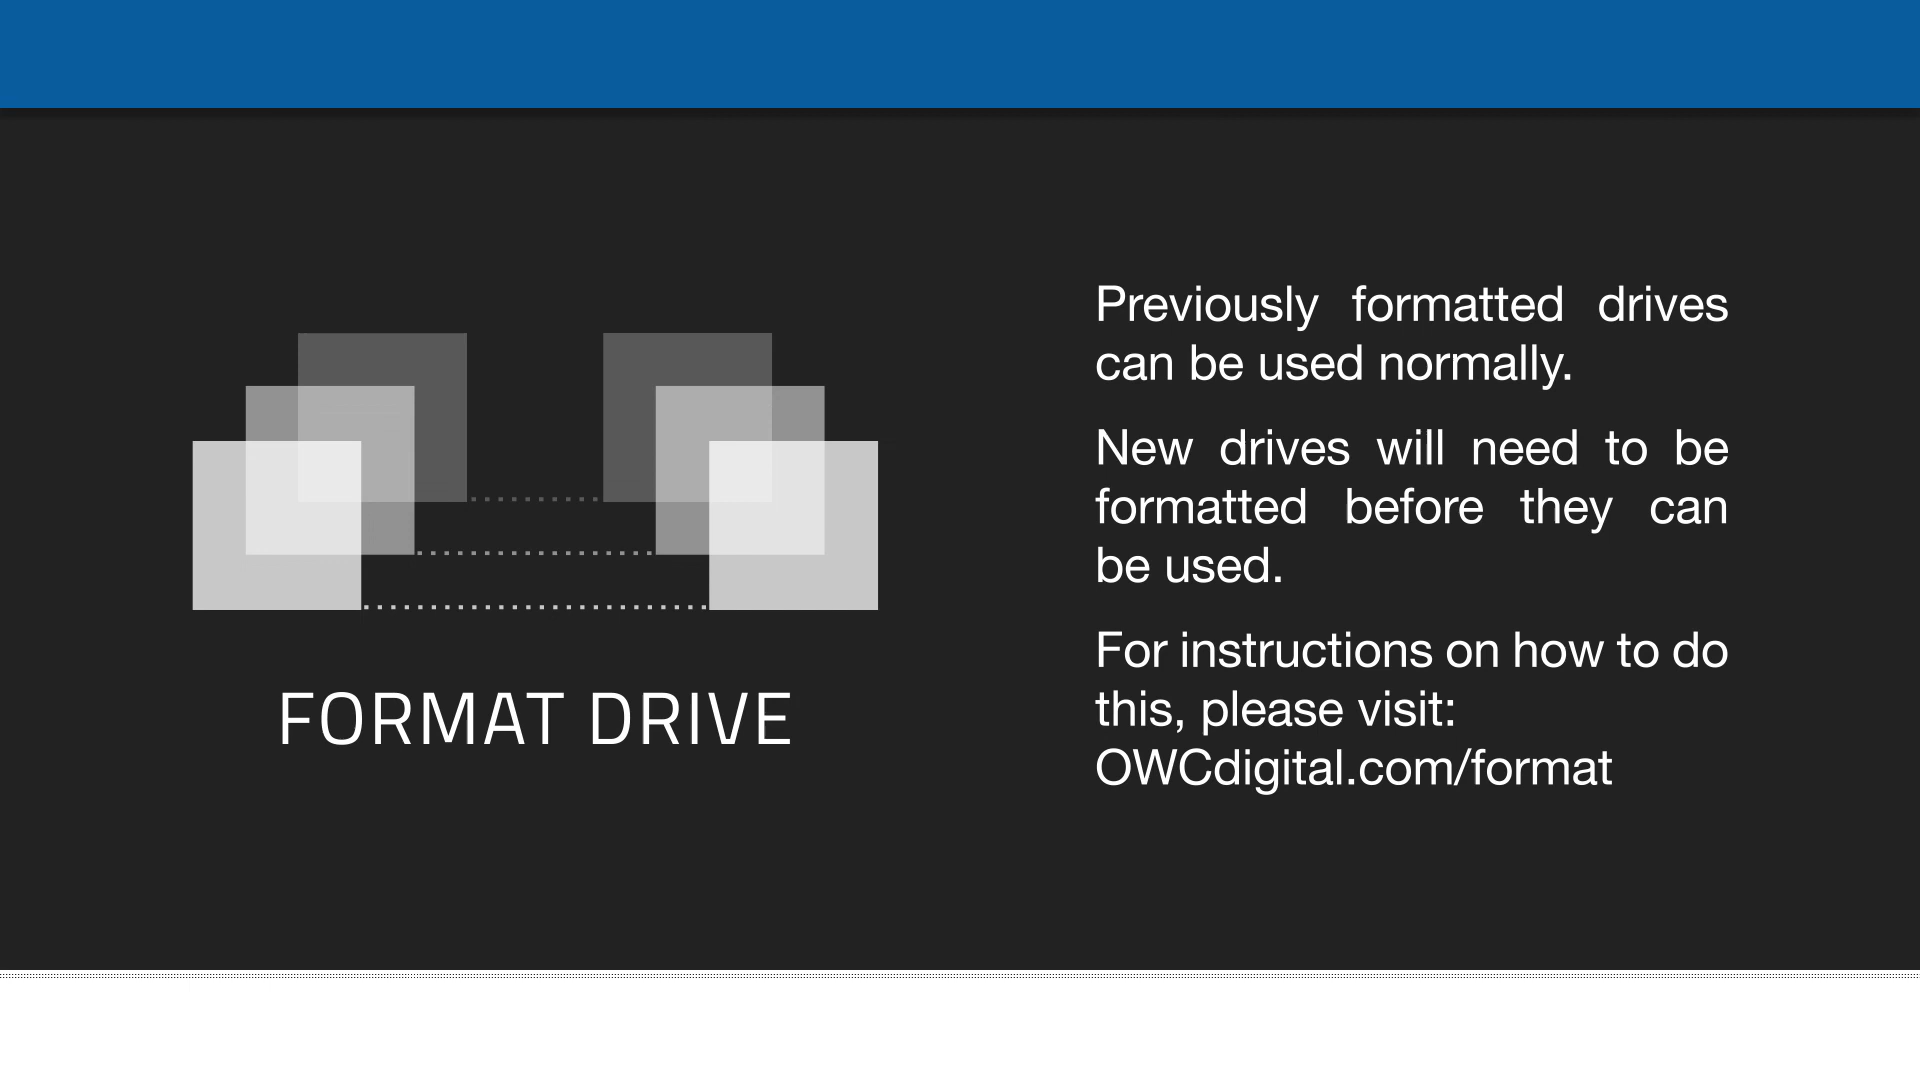 FORMAT DRIVE
Previously formatted drives
can be used normally.
New drives will need to be
formatted before they can
be used.
For instructions on how to do
this, please visit:
OWCdigital.com/format